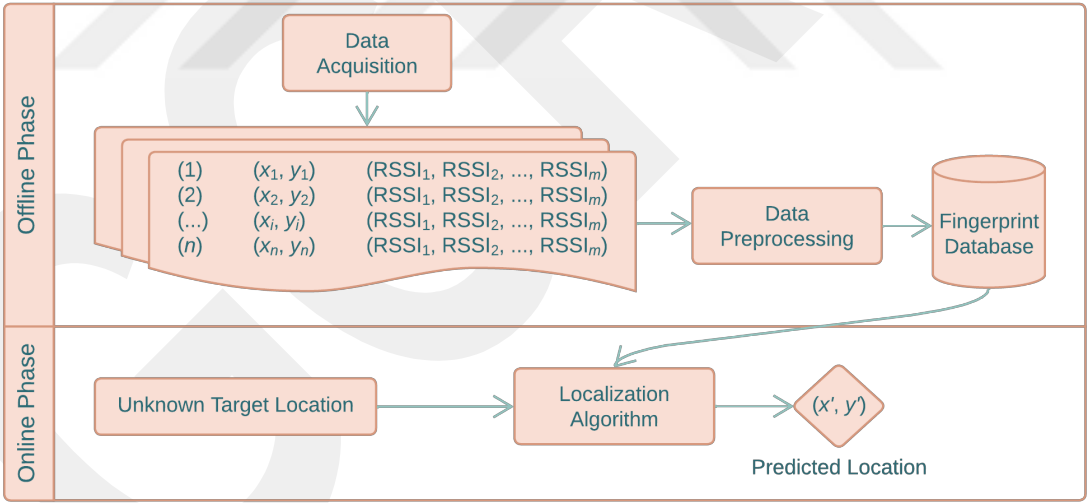 Offline Phase
Data
Acquisition
(1) (x₁, y₁) (RSSI₁, RSSI₂, ..., RSSIₘ)
(2) (x₂, y₂) (RSSI₁, RSSI₂, ..., RSSIₘ)
(...) (xᵢ, yᵢ) (RSSI₁, RSSI₂, ..., RSSIₘ)
(n) (xₙ, yₙ) (RSSI₁, RSSI₂, ..., RSSIₘ)
Data
Preprocessing
Fingerprint
Database
Online Phase
Unknown Target Location
Localization
Algorithm
(x′, y′)
Predicted Location